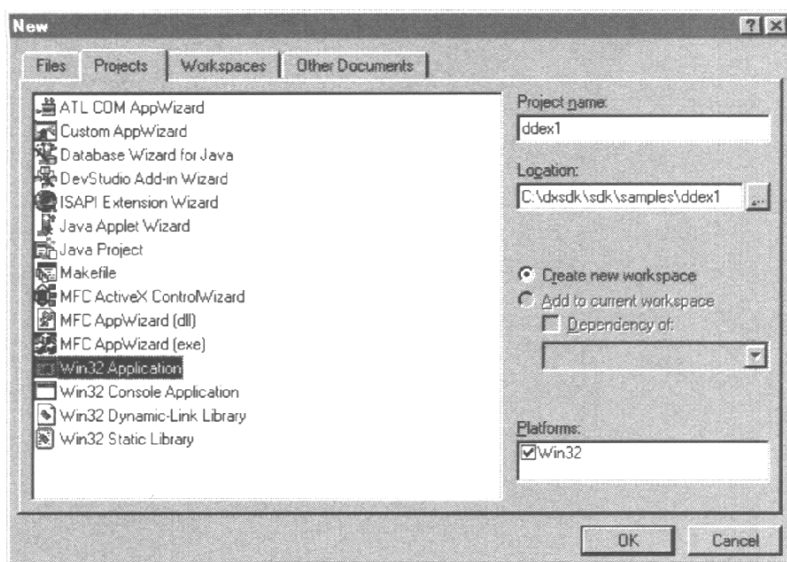 New
Files Projects Workspaces Other Documents
ATL COM AppWizard
Custom AppWizard
Database Wizard for Java
DevStudio Add-in Wizard
ISAPI Extension Wizard
Java Applet Wizard
Java Project
Makefile
MFC ActiveX ControlWizard
MFC AppWizard (dll)
MFC AppWizard (exe)
Win32 Application
Win32 Console Application
Win32 Dynamic-Link Library
Win32 Static Library
Project name:
ddex1
Location:
C:\dxsdk\sdk\samples\ddex1
...
Create new workspace
Add to current workspace
Dependency of:
Platforms:
Win32
OK Cancel